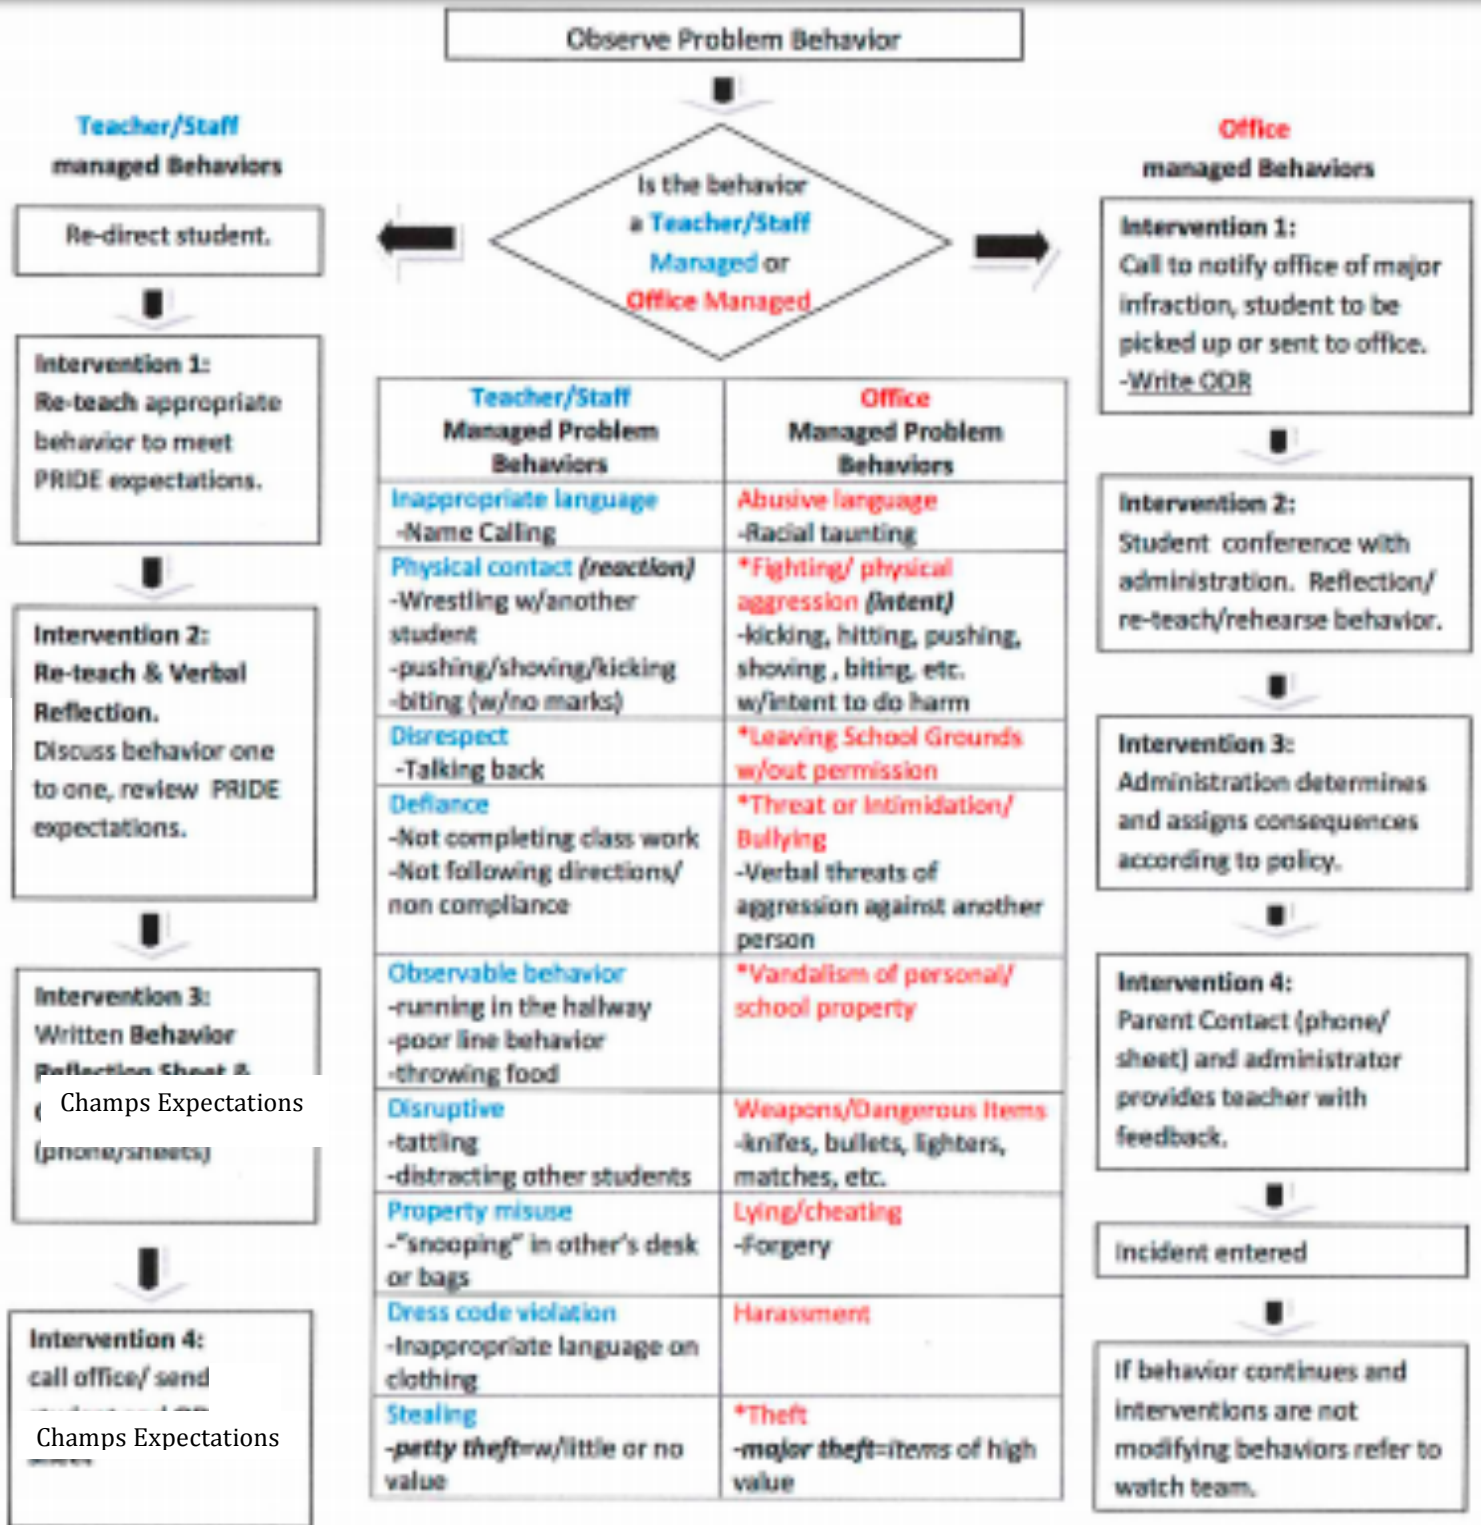 Observe Problem Behavior
Teacher/Staff
managed Behaviors
Is the behavior
a Teacher/Staff
Managed or
Office Managed
Office
managed Behaviors
Re-direct student.
Intervention 1:
Re-teach appropriate
behavior to meet
PRIDE expectations.
Intervention 2:
Re-teach & Verbal
Reflection.
Discuss behavior one
to one, review PRIDE
expectations.
Intervention 3:
Written Behavior
Reflection Sheet &
Champs Expectations
(phone/sheets)
Intervention 4:
call office/ send
Champs Expectations
Teacher/Staff
Managed Problem
Behaviors
Office
Managed Problem
Behaviors
Inappropriate language
-Name Calling
Abusive language
-Racial taunting
Physical contact (reaction)
-Wrestling w/another
student
-pushing/shoving/kicking
-biting (w/no marks)
*Fighting/ physical
aggression (intent)
-kicking, hitting, pushing,
shoving , biting, etc.
w/intent to do harm
Disrespect
-Talking back
*Leaving School Grounds
w/out permission
Defiance
-Not completing class work
-Not following directions/
non compliance
*Threat or Intimidation/
Bullying
-Verbal threats of
aggression against another
person
Observable behavior
-running in the hallway
-poor line behavior
-throwing food
*Vandalism of personal/
school property
Disruptive
-tattling
-distracting other students
Weapons/Dangerous Items
-knifes, bullets, lighters,
matches, etc.
Property misuse
-"snooping" in other's desk
or bags
Lying/cheating
-Forgery
Dress code violation
-Inappropriate language on
clothing
Harassment
Stealing
-petty theft=w/little or no
value
*Theft
-major theft=items of high
value
Intervention 1:
Call to notify office of major
infraction, student to be
picked up or sent to office.
-Write ODR
Intervention 2:
Student conference with
administration. Reflection/
re-teach/rehearse behavior.
Intervention 3:
Administration determines
and assigns consequences
according to policy.
Intervention 4:
Parent Contact (phone/
sheet) and administrator
provides teacher with
feedback.
Incident entered
If behavior continues and
interventions are not
modifying behaviors refer to
watch team.